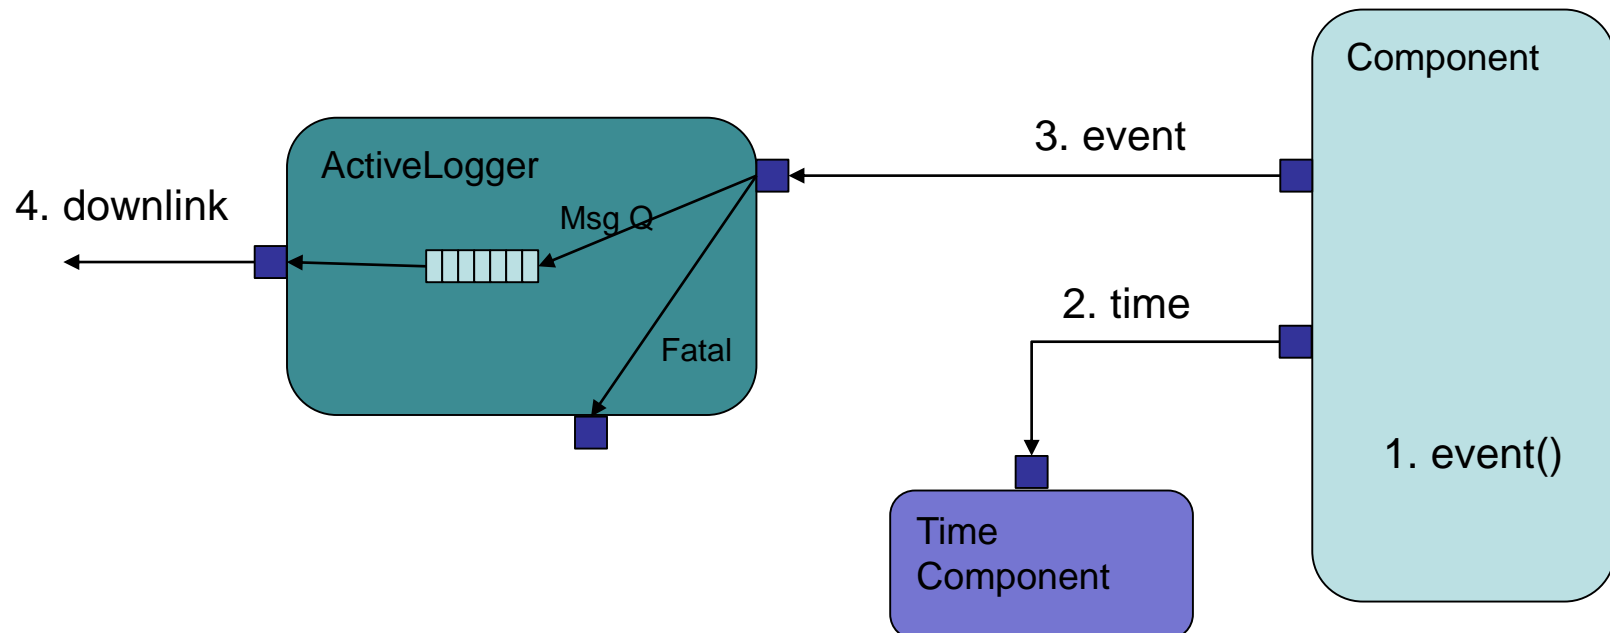 Component
3. event
ActiveLogger
4. downlink
Msg Q
2. time
Fatal
1. event()
Time
Component